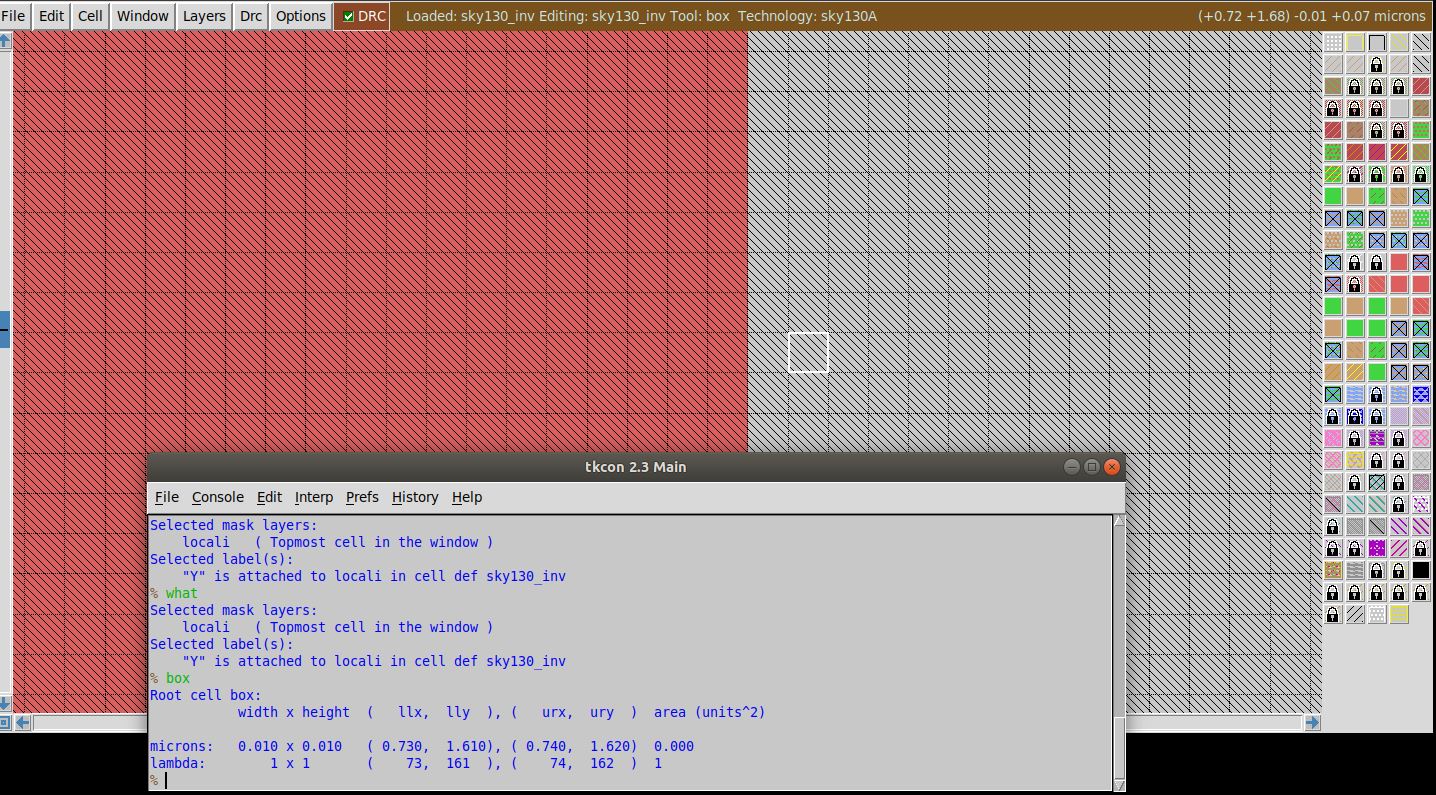 File Edit Cell Window Layers Drc Options DRC Loaded: sky130_inv Editing: sky130_inv Tool: box Technology: sky130A (+0.72 +1.68) -0.01 +0.07 microns
tkcon 2.3 Main
File Console Edit Interp Prefs History Help
Selected mask layers:
locali ( Topmost cell in the window )
Selected label(s):
"Y" is attached to locali in cell def sky130_inv
% what
Selected mask layers:
locali ( Topmost cell in the window )
Selected label(s):
"Y" is attached to locali in cell def sky130_inv
% box
Root cell box:
width x height ( llx, lly ), ( urx, ury ) area (units^2)
microns: 0.010 x 0.010 ( 0.730, 1.610), ( 0.740, 1.620) 0.000
lambda: 1 x 1 ( 73, 161 ), ( 74, 162 ) 1
%